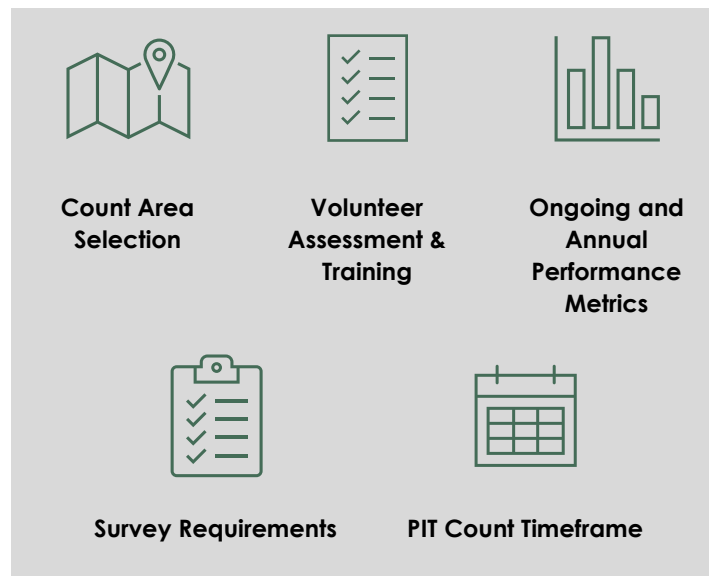 Count Area
Selection
Volunteer
Assessment &
Training
Ongoing and
Annual
Performance
Metrics
Survey Requirements
PIT Count Timeframe